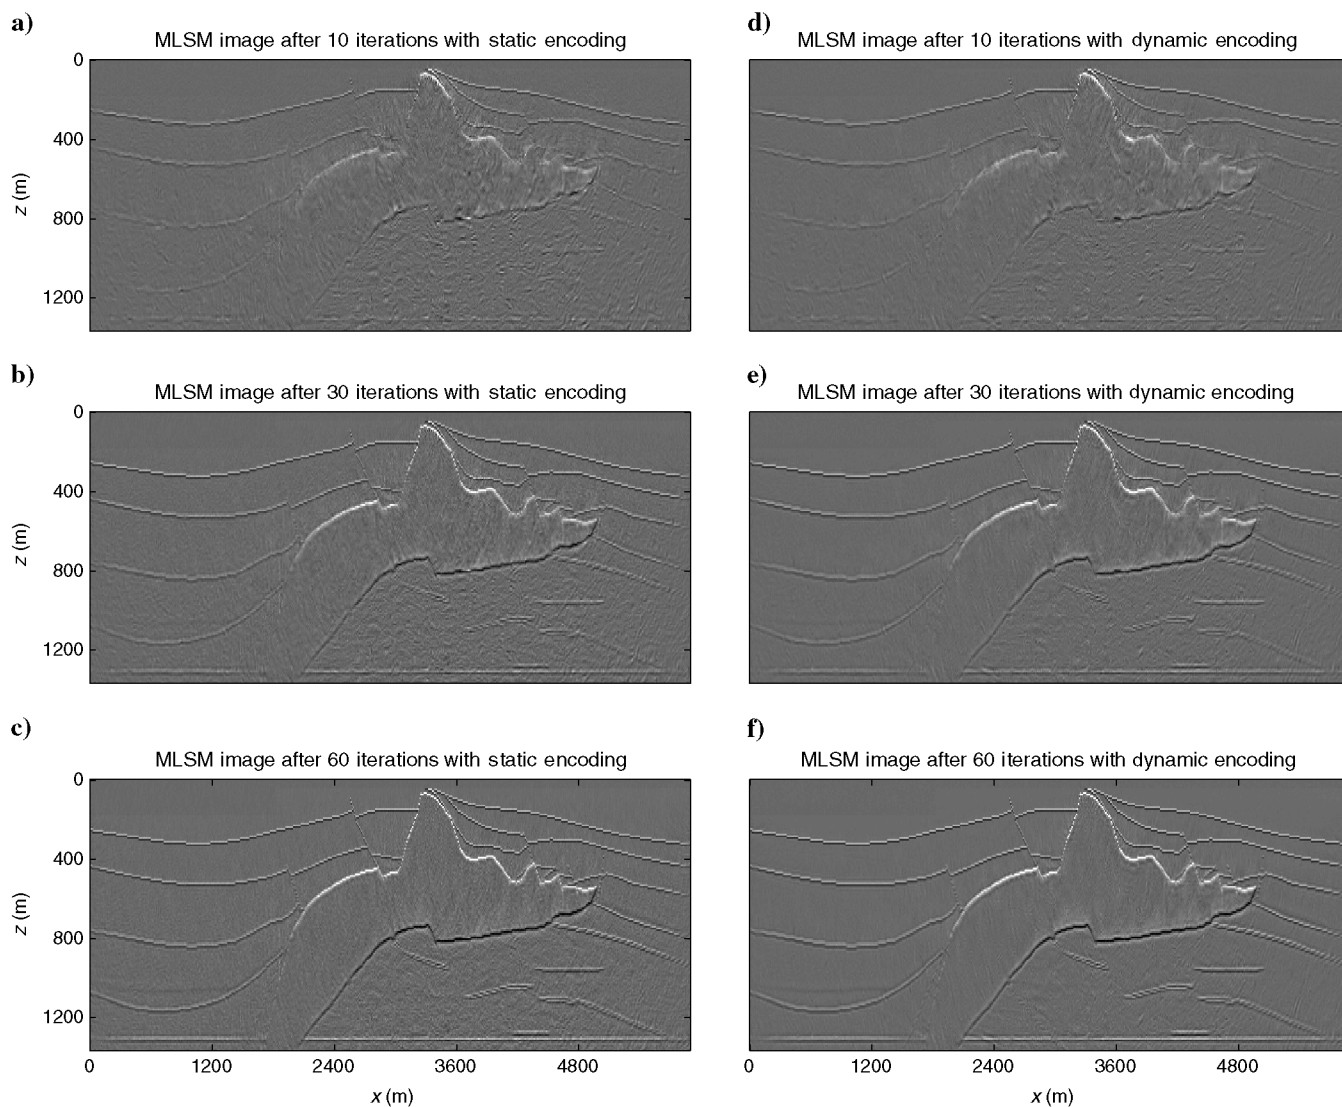 a)
MLSM image after 10 iterations with static encoding
0
400
800
1200
z (m)
d)
MLSM image after 10 iterations with dynamic encoding
b)
MLSM image after 30 iterations with static encoding
0
400
800
1200
z (m)
e)
MLSM image after 30 iterations with dynamic encoding
c)
MLSM image after 60 iterations with static encoding
0
400
800
1200
z (m)
0 1200 2400 3600 4800
x (m)
f)
MLSM image after 60 iterations with dynamic encoding
0 1200 2400 3600 4800
x (m)